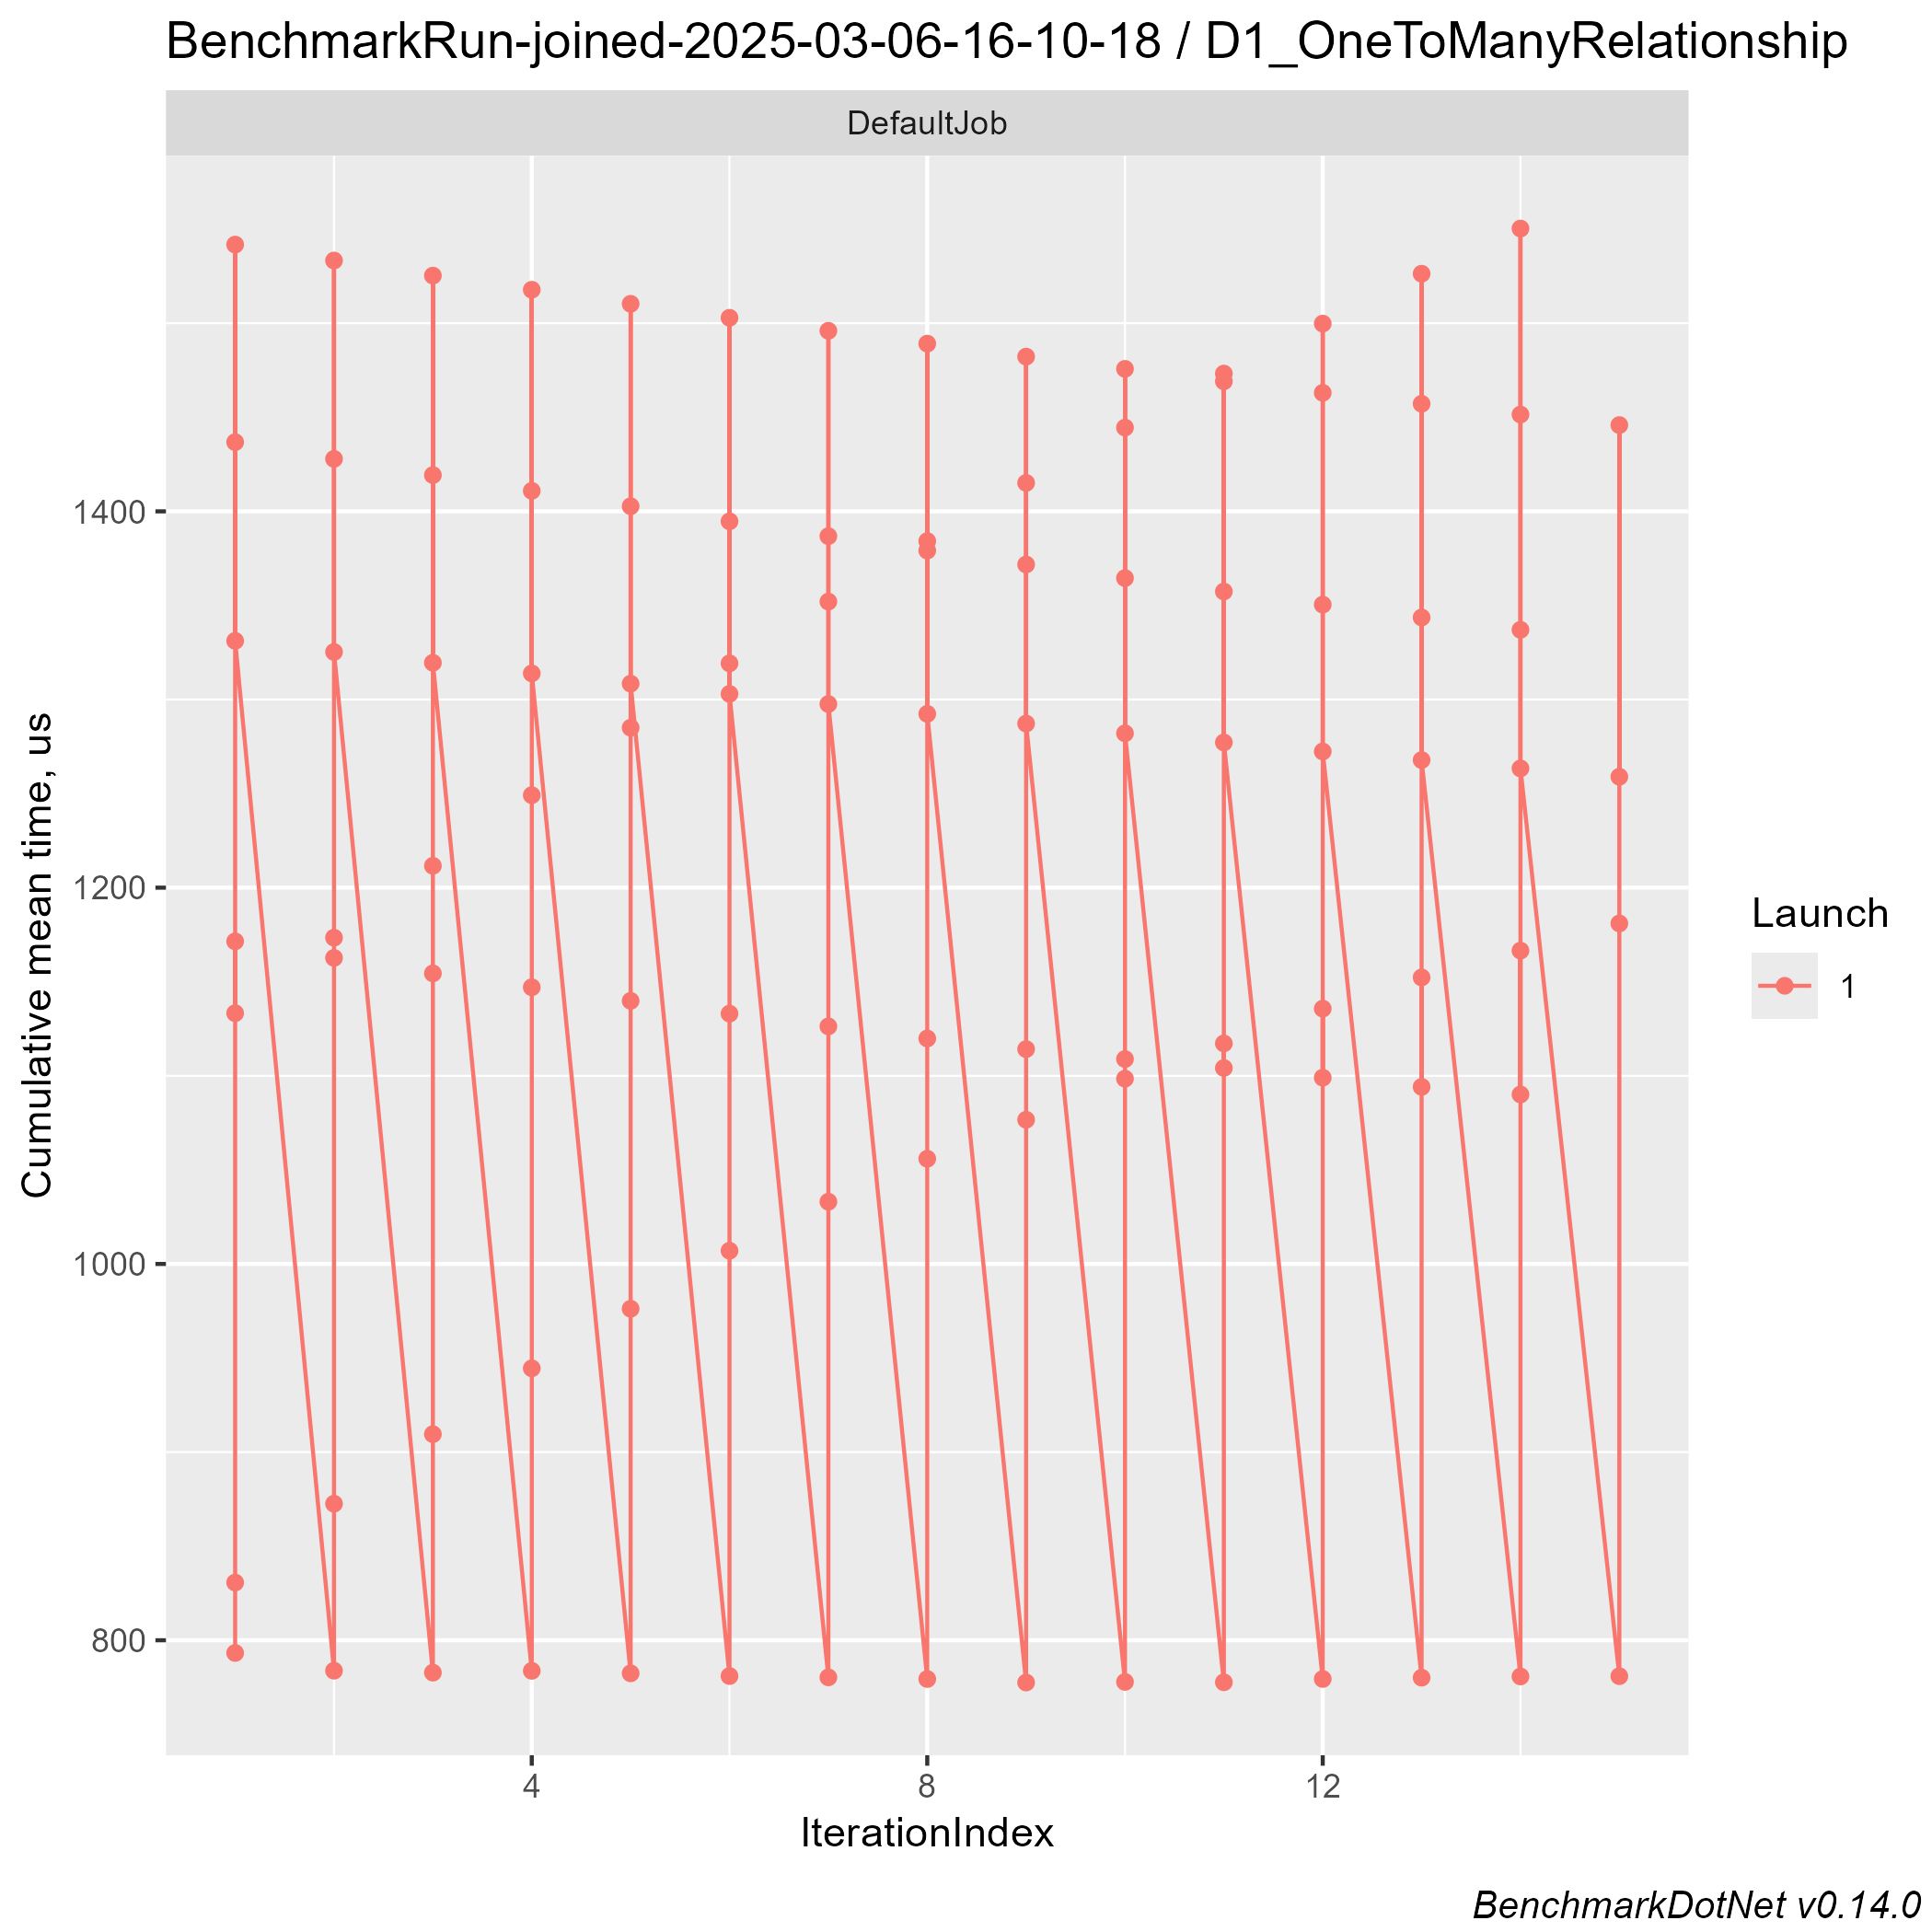 BenchmarkRun-joined-2025-03-06-16-10-18 / D1_OneToManyRelationship
DefaultJob
Cumulative mean time, us
1400
1200
1000
800
4
8
12
IterationIndex
Launch
1
BenchmarkDotNet v0.14.0